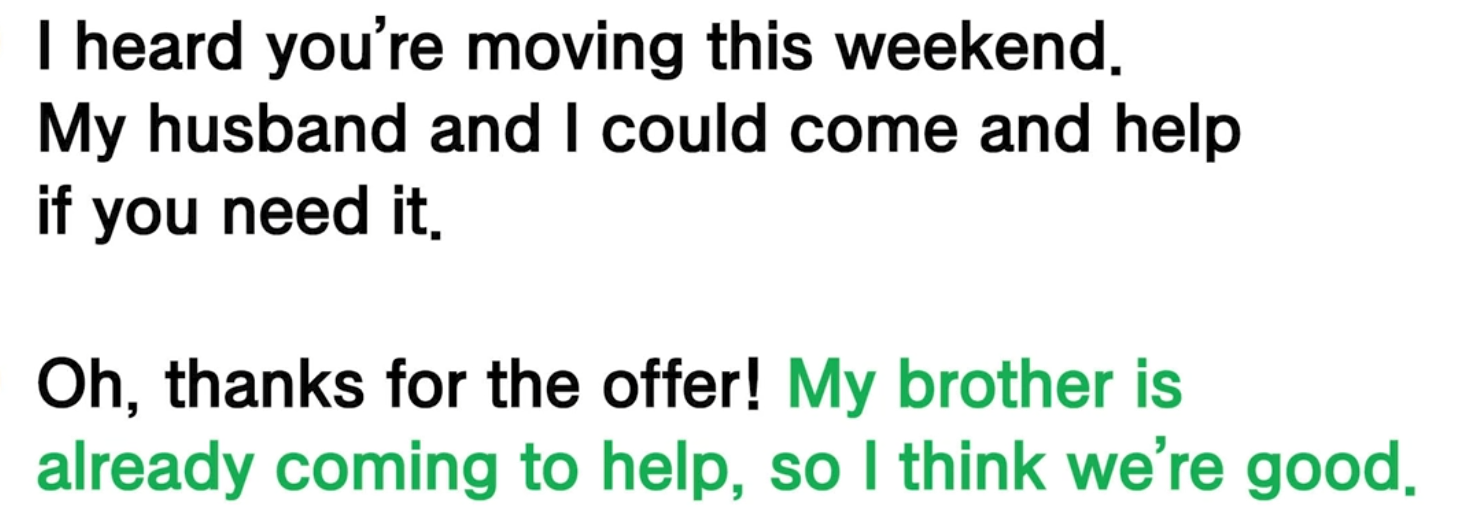 I heard you’re moving this weekend.
My husband and I could come and help
if you need it.
Oh, thanks for the offer! My brother is
already coming to help, so I think we’re good.